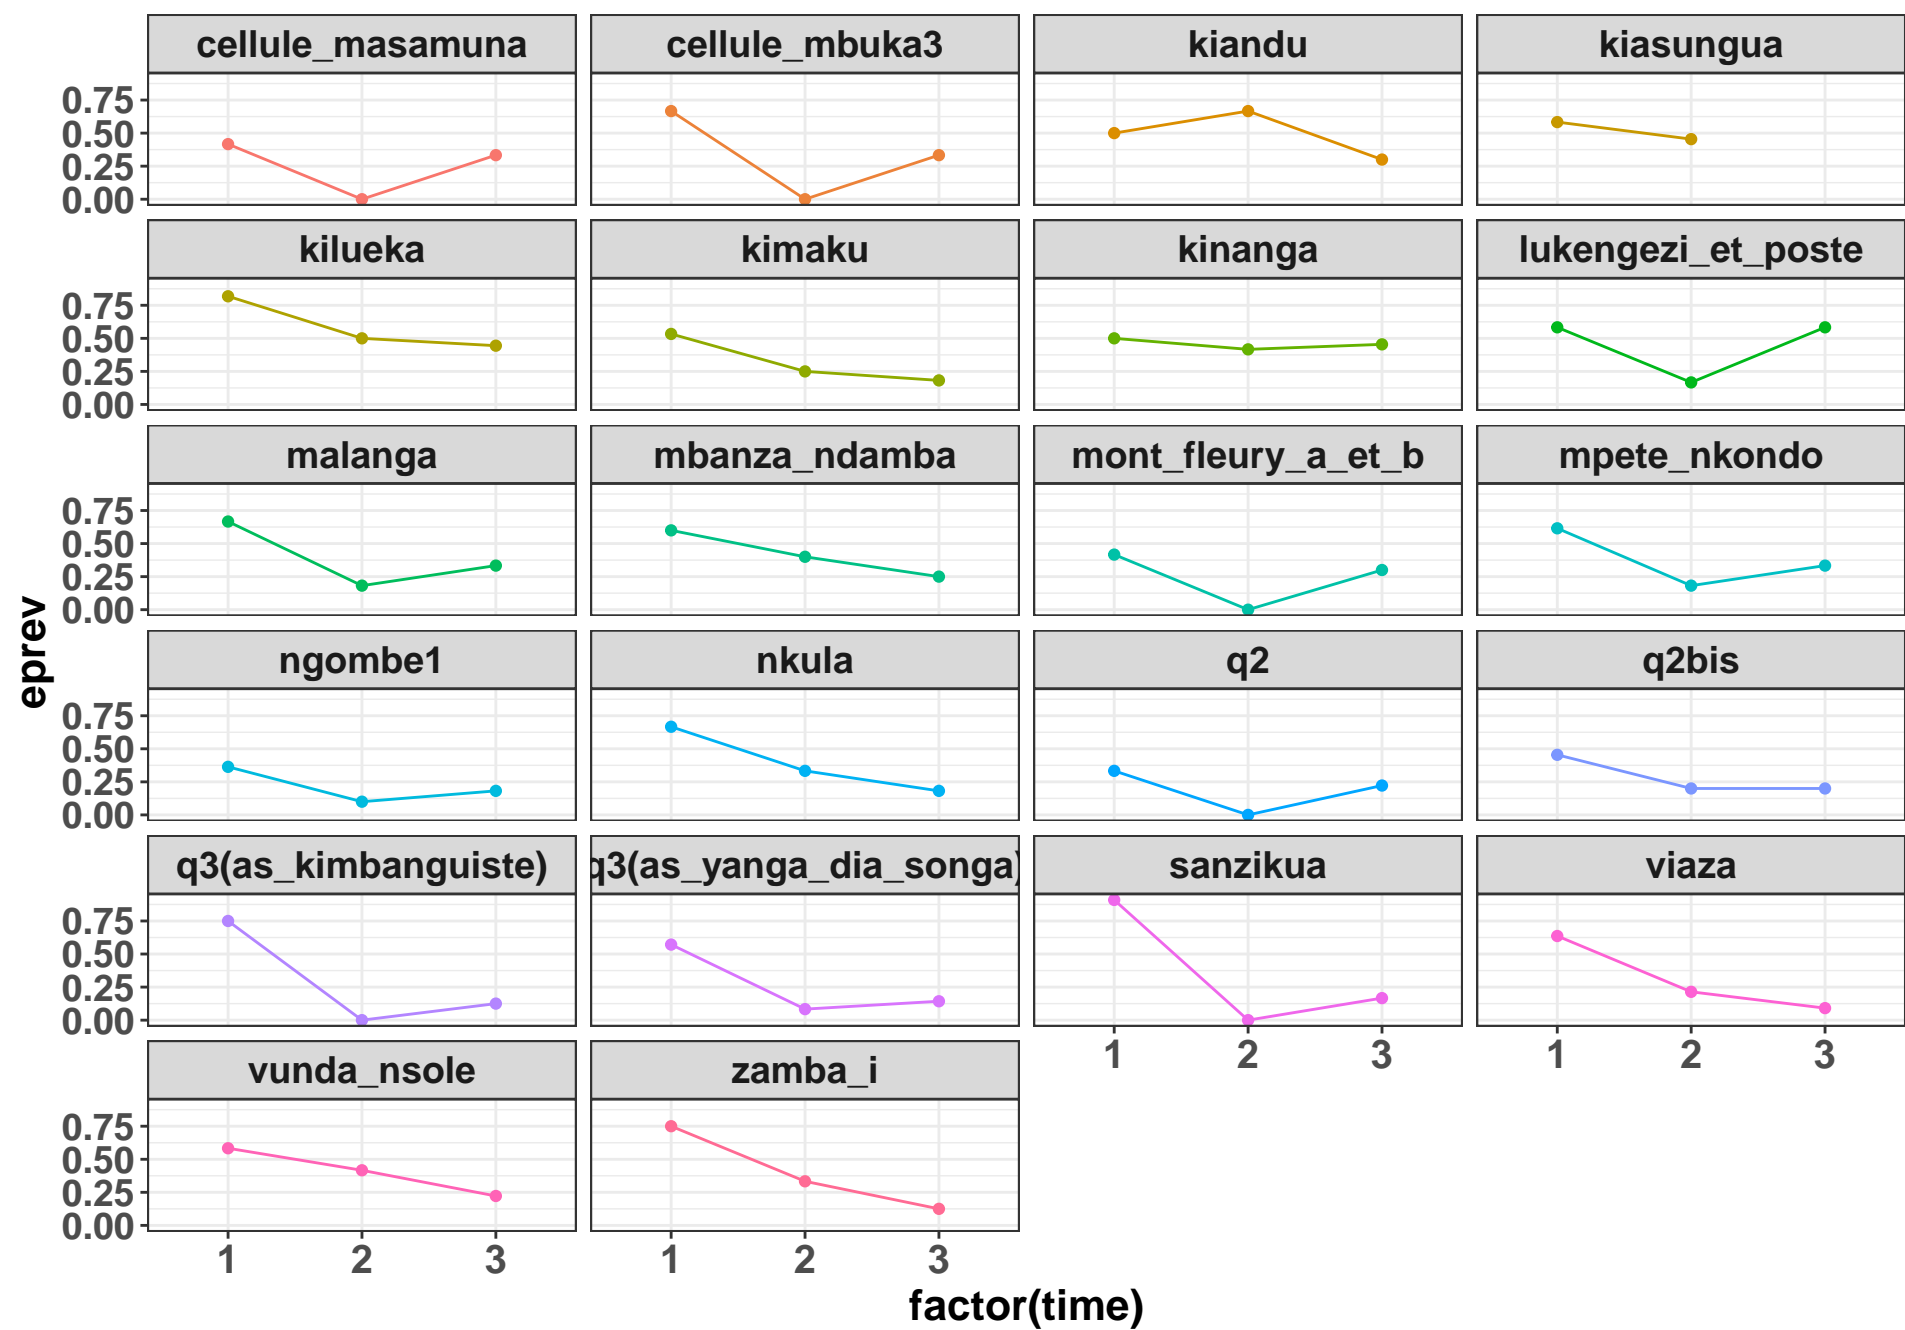 cellule_masamuna cellule_mbuka3 kiandu kiasungua
0.75
0.50
0.25
0.00
kilueka kimaku kinanga lukengezi_et_poste
0.75
0.50
0.25
0.00
malanga mbanza_ndamba mont_fleury_a_et_b mpete_nkondo
0.75
0.50
0.25
0.00
ngombe1 nkula q2 q2bis
0.75
0.50
0.25
0.00
q3(as_kimbanguiste) q3(as_yanga_dia_songa) sanzikua viaza
0.75
0.50
0.25
0.00
1 2 3 1 2 3
vunda_nsole zamba_i
0.75
0.50
0.25
0.00
1 2 3 1 2 3
factor(time)
eprev